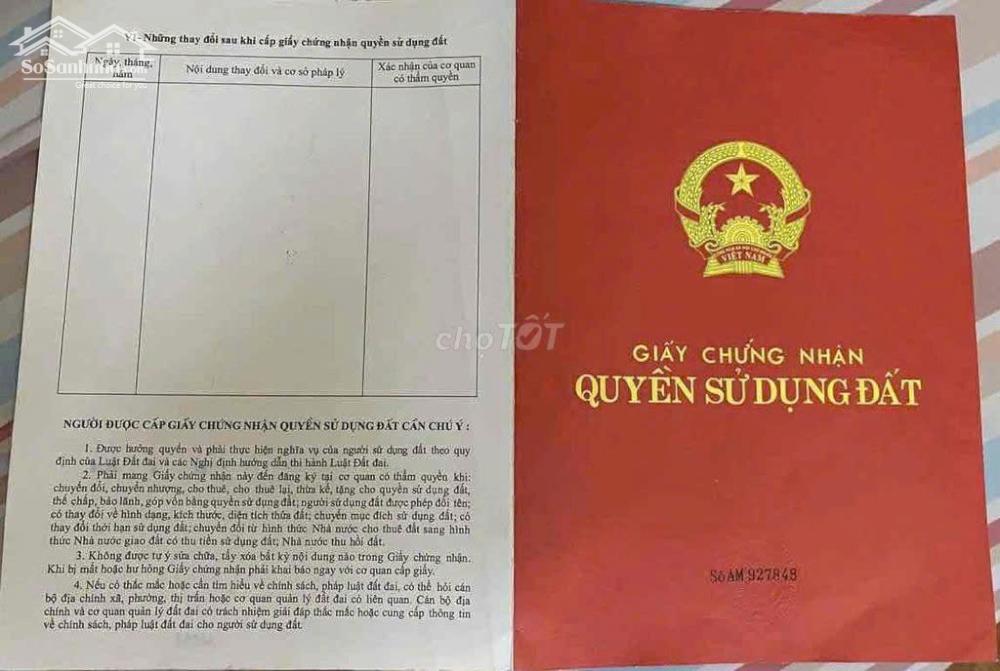 VI- Những thay đổi sau khi cấp giấy chứng nhận quyền sử dụng đất
SoSanhnha.com
Great choice for you
Ngày, tháng, năm
Nội dung thay đổi và cơ sở pháp lý
Xác nhận của cơ quan có thẩm quyền
NGƯỜI ĐƯỢC CẤP GIẤY CHỨNG NHẬN QUYỀN SỬ DỤNG ĐẤT CẦN CHÚ Ý :
1. Được hưởng quyền và phải thực hiện nghĩa vụ của người sử dụng đất theo quy
định của Luật Đất đai và các Nghị định hướng dẫn thi hành Luật Đất đai.
2. Phải mang Giấy chứng nhận này đến đăng ký tại cơ quan có thẩm quyền khi:
chuyển đổi, chuyển nhượng, cho thuê, cho thuê lại, thừa kế, tặng cho quyền sử dụng đất,
thế chấp, bảo lãnh, góp vốn bằng quyền sử dụng đất; người sử dụng đất được phép đổi tên;
có thay đổi về hình dạng, kích thước, diện tích thửa đất; chuyển mục đích sử dụng đất; có
thay đổi thời hạn sử dụng đất; chuyển đổi từ hình thức Nhà nước cho thuê đất sang hình
thức Nhà nước giao đất có thu tiền sử dụng đất; Nhà nước thu hồi đất.
3. Không được tự ý sửa chữa, tẩy xóa bất kỳ nội dung nào trong Giấy chứng nhận.
Khi bị mất hoặc hư hỏng Giấy chứng nhận phải khai báo ngay với cơ quan cấp giấy.
4. Nếu có thắc mắc hoặc cần tìm hiểu về chính sách, pháp luật đất đai, có thể hỏi cán
bộ địa chính xã, phường, thị trấn hoặc cơ quan quản lý đất đai có liên quan. Cán bộ địa
chính và cơ quan quản lý đất đai có trách nhiệm giải đáp thắc mắc hoặc cung cấp thông tin
về chính sách, pháp luật đất đai cho người sử dụng đất.
chợTỐT
VIỆT NAM
GIẤY CHỨNG NHẬN
QUYỀN SỬ DỤNG ĐẤT
Số AM 927848